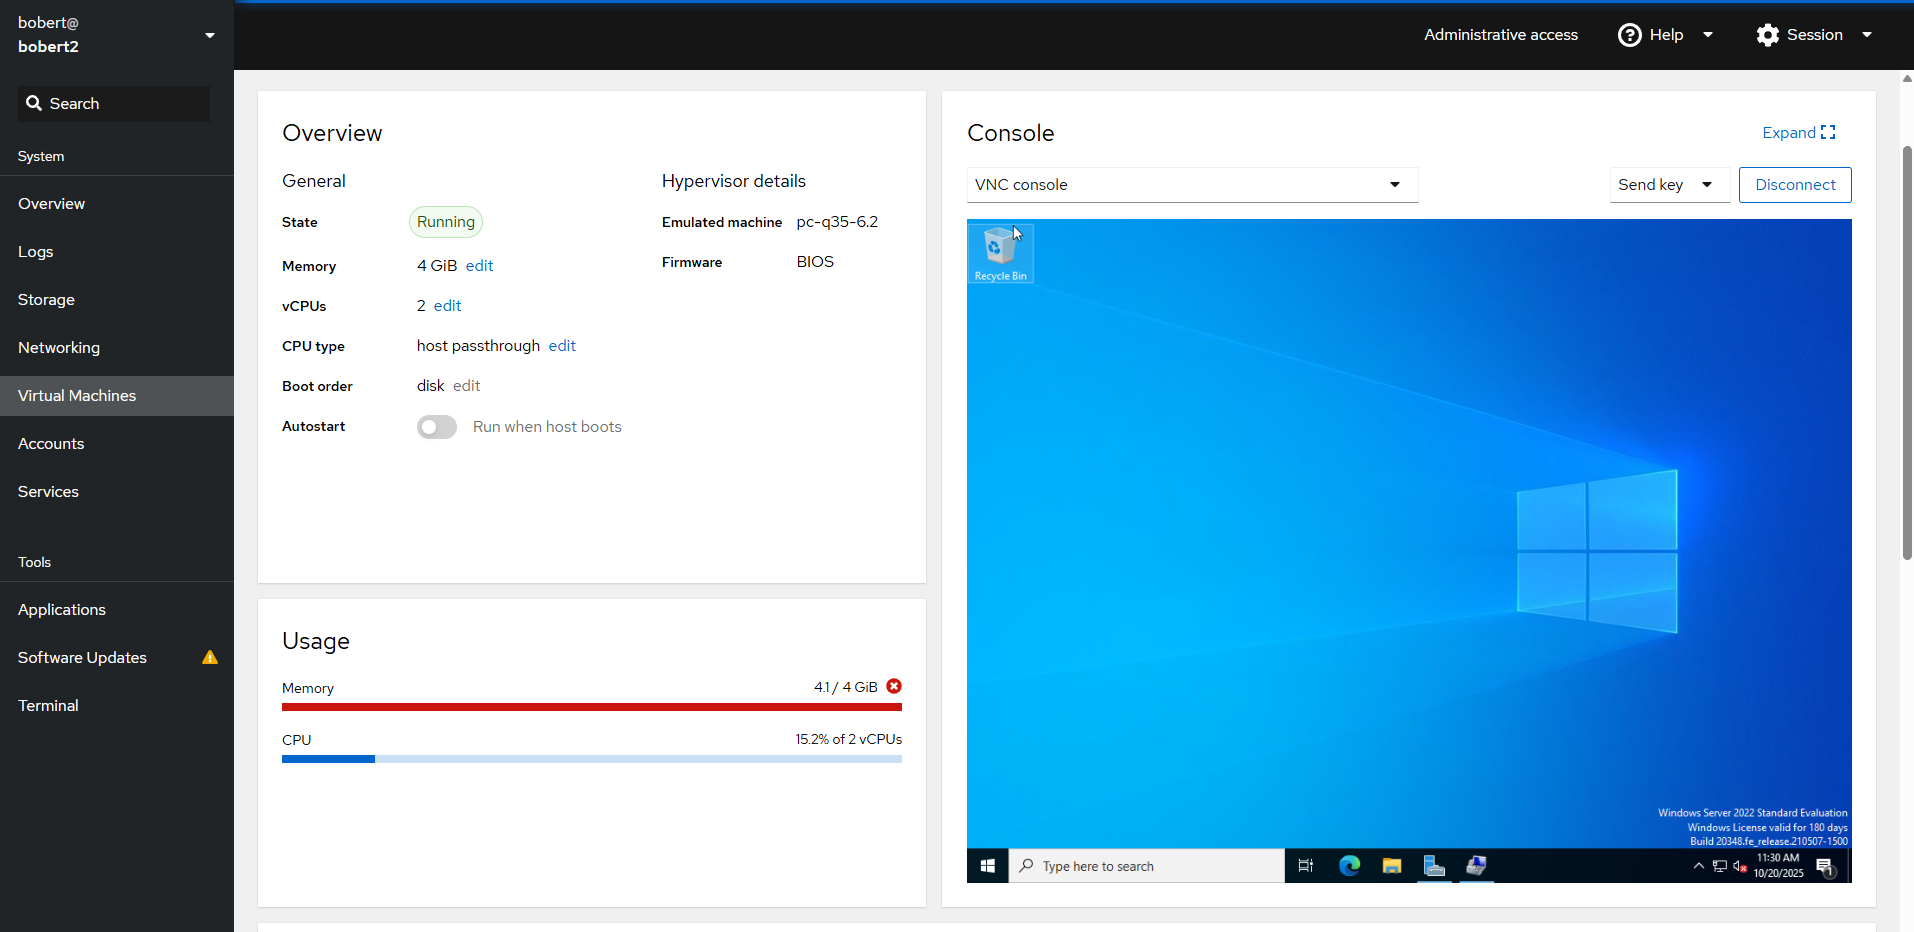 bobert@
bobert2
Search
System
Overview
Logs
Storage
Networking
Virtual Machines
Accounts
Services
Tools
Applications
Software Updates
Terminal
Administrative access
Help
Session
Overview
General
State Running
Memory 4 GiB edit
vCPUs 2 edit
CPU type host passthrough edit
Boot order disk edit
Autostart Run when host boots
Hypervisor details
Emulated machine pc-q35-6.2
Firmware BIOS
Usage
Memory 4.1 / 4 GiB
CPU 15.2% of 2 vCPUs
Console
Expand
VNC console
Send key
Disconnect
Recycle Bin
Windows Server 2022 Standard Evaluation
Windows License valid for 180 days
Build 20348.fe_release.210507-1500
Type here to search
11:30 AM
10/20/2025
1